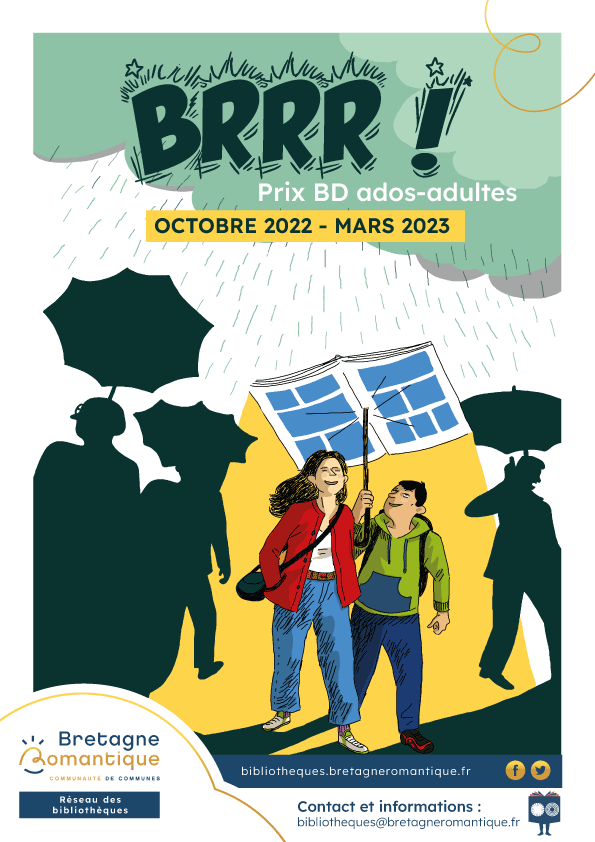 BRRR !
Prix BD ados-adultes
OCTOBRE 2022 - MARS 2023
Bretagne
Romantique
COMMUNAUTÉ DE COMMUNES
Réseau des
bibliothèques
bibliotheques.bretagneromantique.fr
Contact et informations :
bibliotheques@bretagneromantique.fr